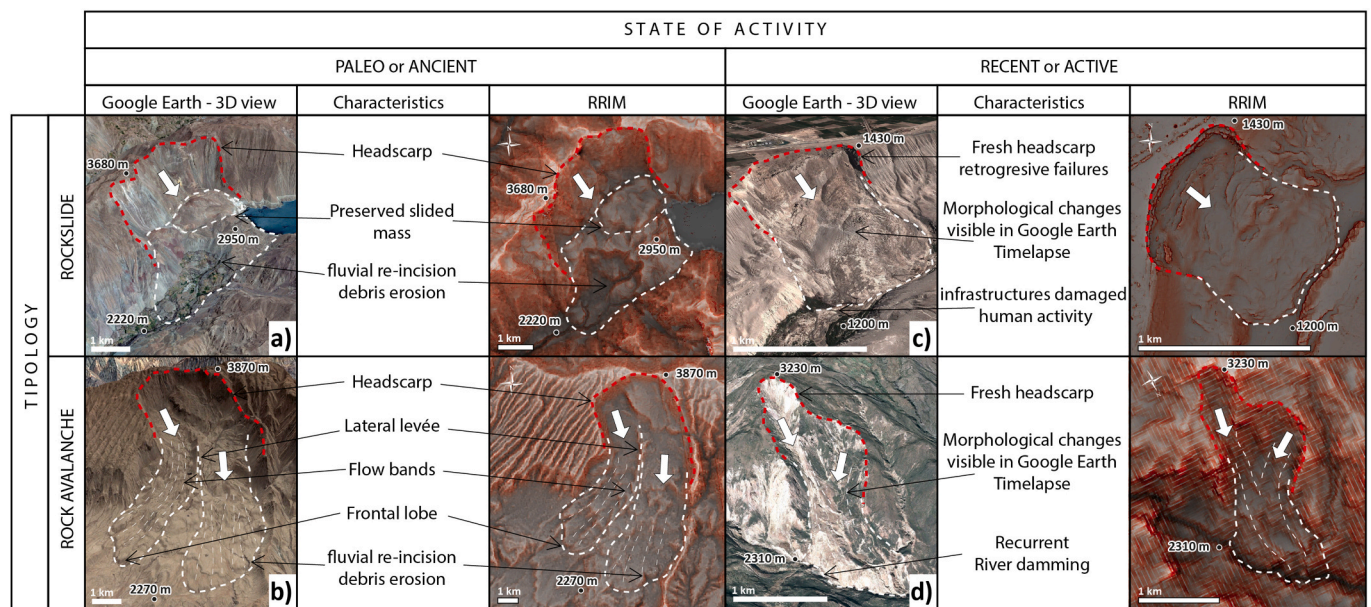 STATE OF ACTIVITY
PALEO or ANCIENT
RECENT or ACTIVE
Google Earth - 3D view
Characteristics
RRIM
Google Earth - 3D view
Characteristics
RRIM
TIPOLOGY
ROCKSLIDE
3680 m
2950 m
2220 m
1 km
a)
Headscarp
Preserved slided
mass
fluvial re-incision
debris erosion
3680 m
2950 m
2220 m
1 km
1430 m
1200 m
1 km
c)
Fresh headscarp
retrogresive failures
Morphological changes
visible in Google Earth
Timelapse
infrastructures damaged
human activity
1430 m
1200 m
1 km
ROCK AVALANCHE
3870 m
2270 m
1 km
b)
Headscarp
Lateral levée
Flow bands
Frontal lobe
fluvial re-incision
debris erosion
3870 m
2270 m
1 km
3230 m
2310 m
1 km
d)
Fresh headscarp
Morphological changes
visible in Google Earth
Timelapse
Recurrent
River damming
3230 m
2310 m
1 km